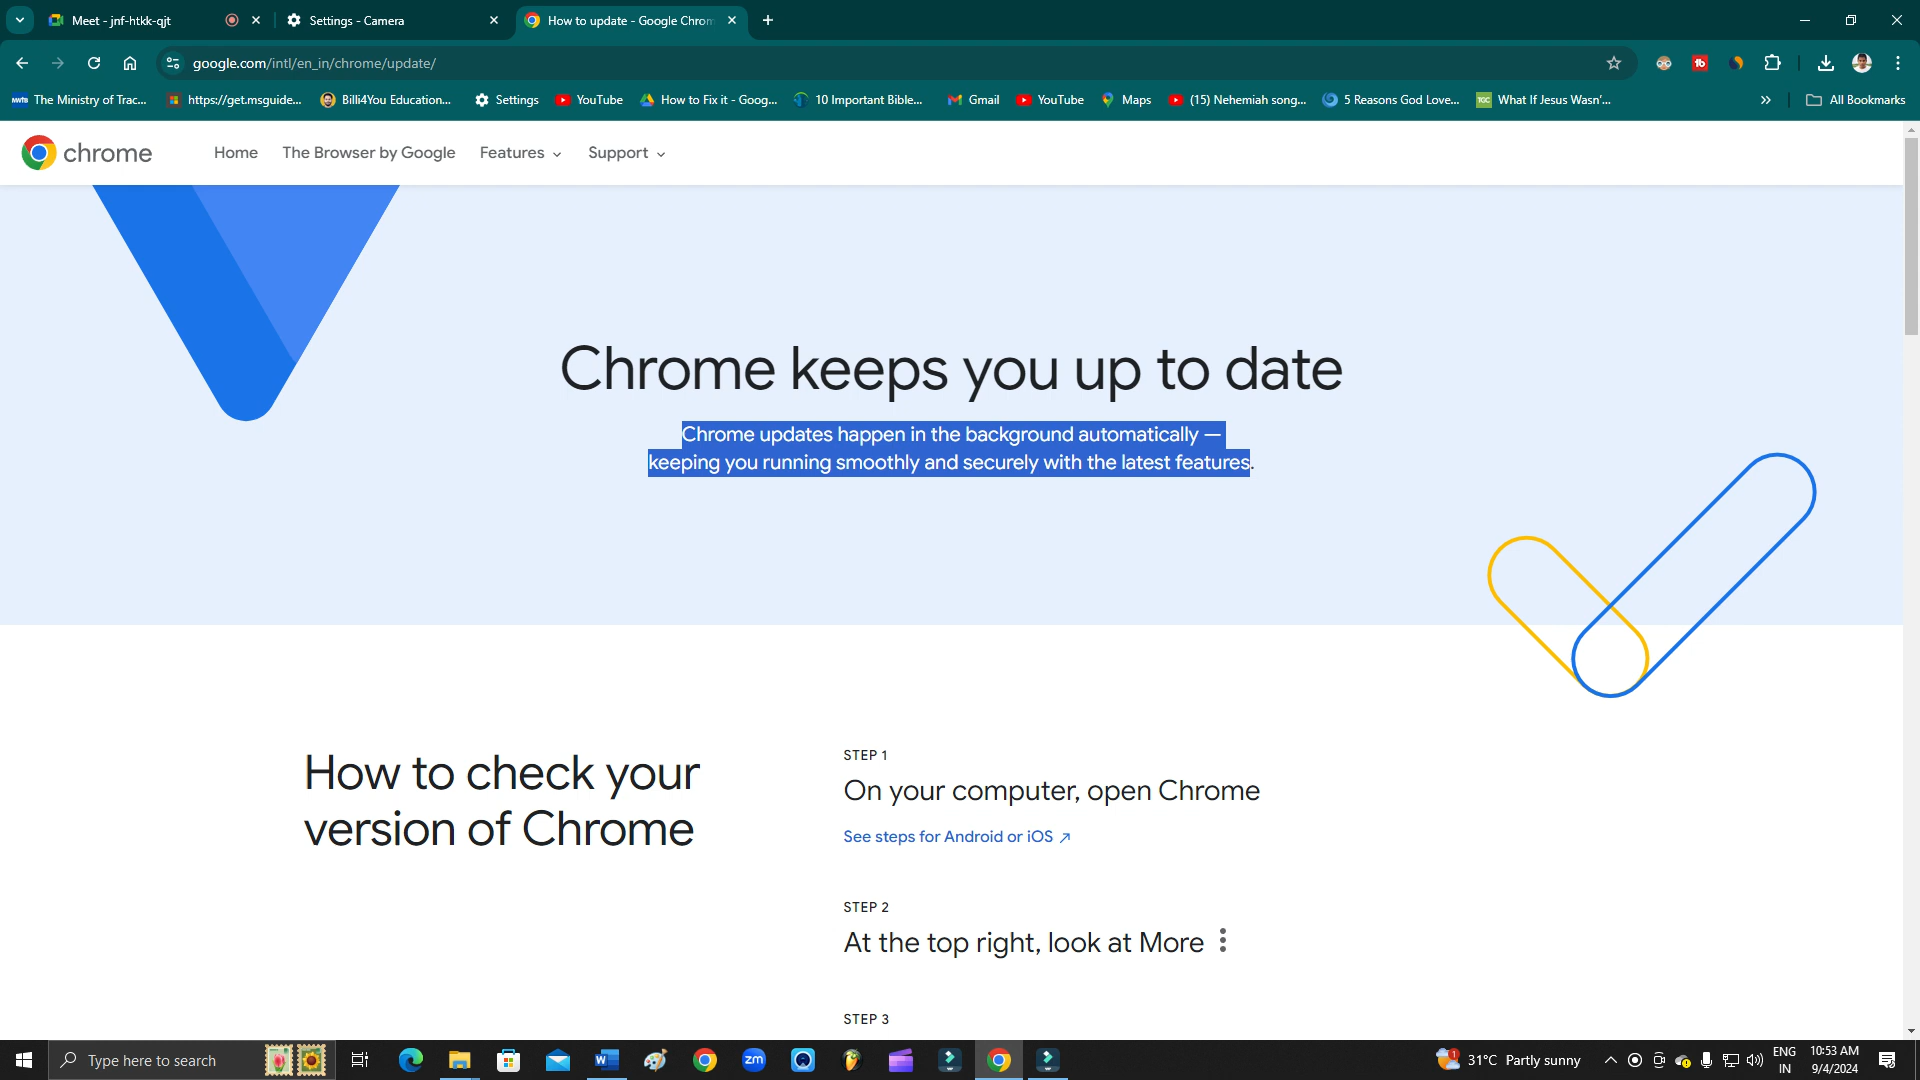 Meet - jnf-htkk-qjt
Settings - Camera
How to update - Google Chrom
google.com/intl/en_in/chrome/update/
The Ministry of Trac...
https://get.msguide...
Billi4You Education...
Settings
YouTube
How to Fix it - Goog...
10 Important Bible...
Gmail
YouTube
Maps
(15) Nehemiah song...
5 Reasons God Love...
TGC
What If Jesus Wasn'...
»
All Bookmarks
chrome
Home
The Browser by Google
Features
Support
Chrome keeps you up to date
Chrome updates happen in the background automatically —
keeping you running smoothly and securely with the latest features.
How to check your
version of Chrome
STEP 1
On your computer, open Chrome
See steps for Android or iOS
STEP 2
At the top right, look at More
STEP 3
Type here to search
zm
1
31°C Partly sunny
ENG
IN
10:53 AM
9/4/2024